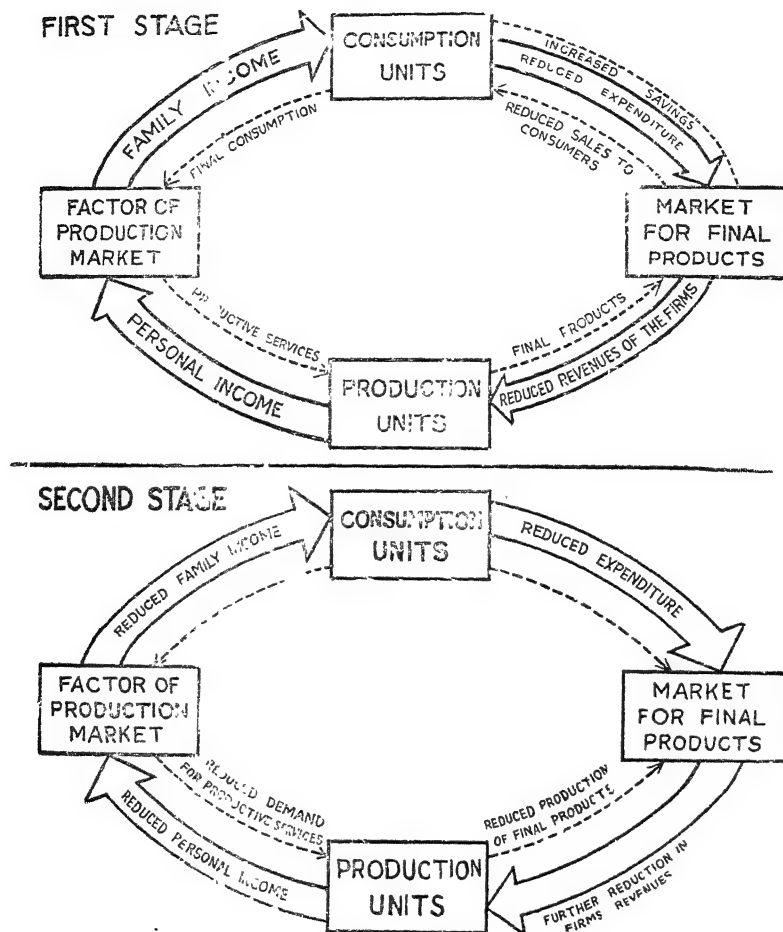 FIRST STAGE
CONSUMPTION
UNITS
FAMILY INCOME
FINAL CONSUMPTION
INCREASED SAVINGS
REDUCED EXPENDITURE
REDUCED SALES TO
CONSUMERS
FACTOR OF
PRODUCTION
MARKET
MARKET
FOR FINAL
PRODUCTS
PRODUCTIVE SERVICES
FINAL PRODUCTS
PERSONAL INCOME
REDUCED REVENUES OF THE FIRMS
PRODUCTION
UNITS
SECOND STAGE
CONSUMPTION
UNITS
REDUCED FAMILY INCOME
REDUCED EXPENDITURE
FACTOR OF
PRODUCTION
MARKET
MARKET
FOR FINAL
PRODUCTS
REDUCED DEMAND
FOR PRODUCTIVE SERVICES
REDUCED PRODUCTION
OF FINAL PRODUCTS
REDUCED PERSONAL INCOME
PRODUCTION
UNITS
FURTHER REDUCTION IN
FIRMS REVENUES